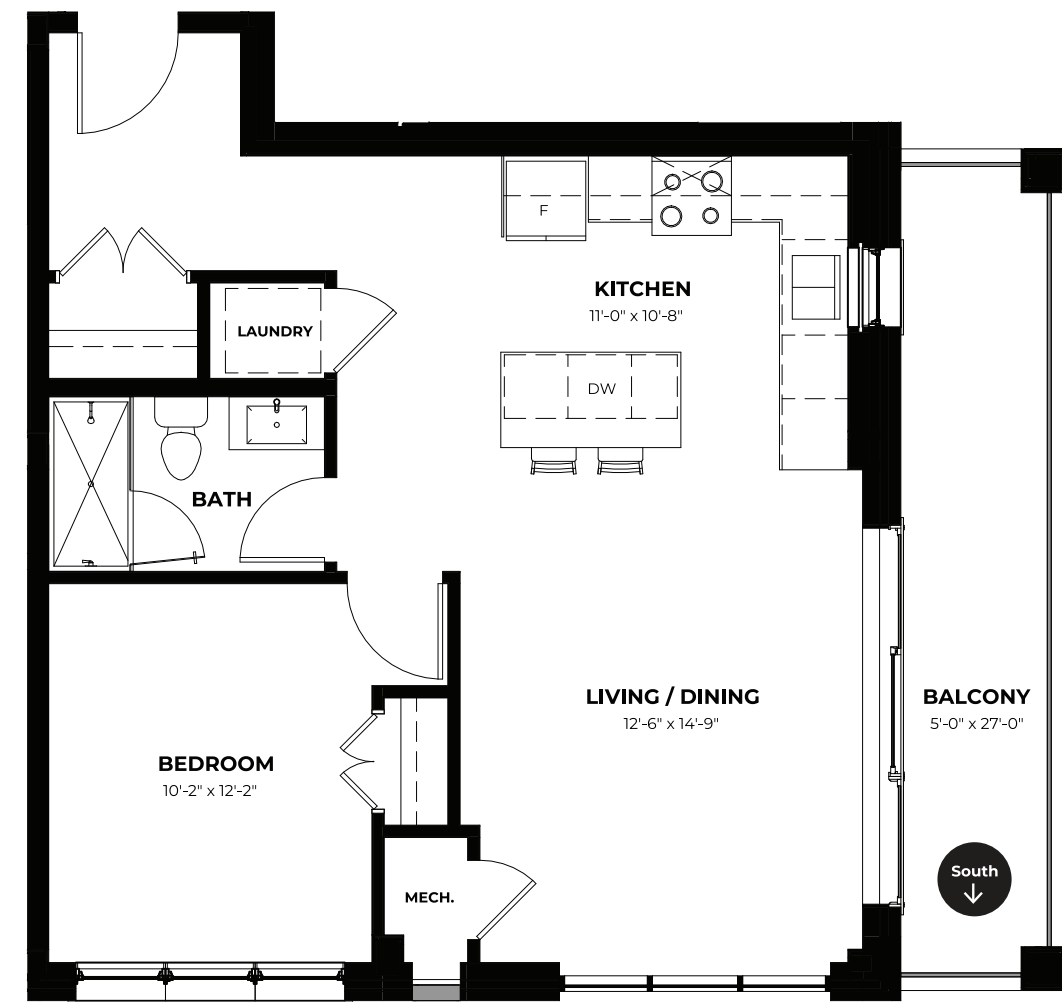 F
KITCHEN
11'-0" x 10'-8"
LAUNDRY
DW
BATH
LIVING / DINING
12'-6" x 14'-9"
BALCONY
5'-0" x 27'-0"
BEDROOM
10'-2" x 12'-2"
South
MECH.